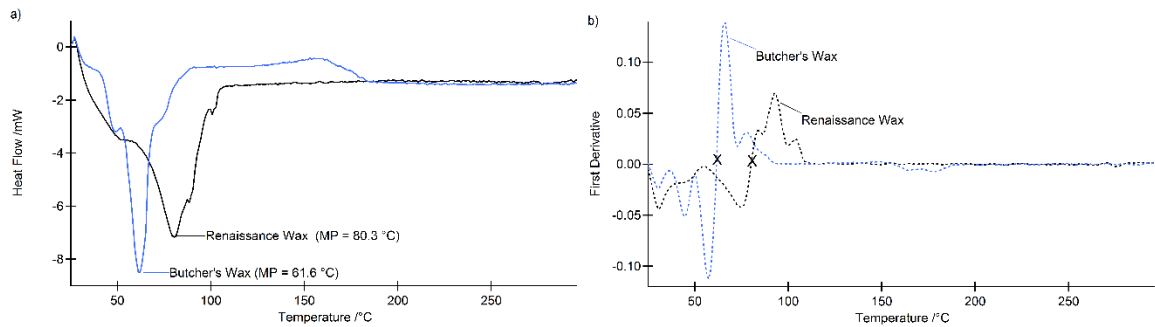 a)
0
-2
-4
-6
-8
Heat Flow /mW
Renaissance Wax (MP = 80.3 °C)
Butcher's Wax (MP = 61.6 °C)
50
100
150
200
250
Temperature /°C
b)
0.10
0.05
0.00
-0.05
-0.10
First Derivative
Butcher's Wax
Renaissance Wax
X
X
50
100
150
200
250
Temperature /°C